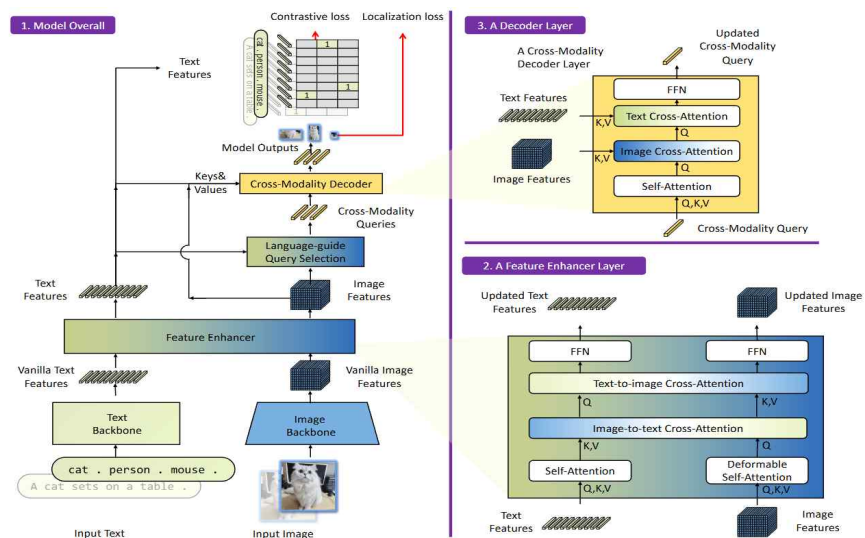 1. Model Overall
Contrastive loss
Localization loss
cat . person . mouse .
A cat sets on a table .
1
1
1
Text
Features
Model Outputs
Keys&
Values
Cross-Modality Decoder
Cross-Modality
Queries
Language-guide
Query Selection
Text
Features
Image
Features
Feature Enhancer
Vanilla Text
Features
Vanilla Image
Features
Text
Backbone
Image
Backbone
cat . person . mouse .
A cat sets on a table .
Input Text
Input Image
3. A Decoder Layer
A Cross-Modality
Decoder Layer
Updated
Cross-Modality
Query
FFN
Text Features
K,V
Text Cross-Attention
Q
K,V
Image Cross-Attention
Image Features
Q
Self-Attention
Q,K,V
Cross-Modality Query
2. A Feature Enhancer Layer
Updated Text
Features
Updated Image
Features
FFN
FFN
Text-to-image Cross-Attention
Q
K,V
Image-to-text Cross-Attention
K,V
Q
Self-Attention
Deformable
Self-Attention
Q,K,V
Q,K,V
Text
Features
Image
Features